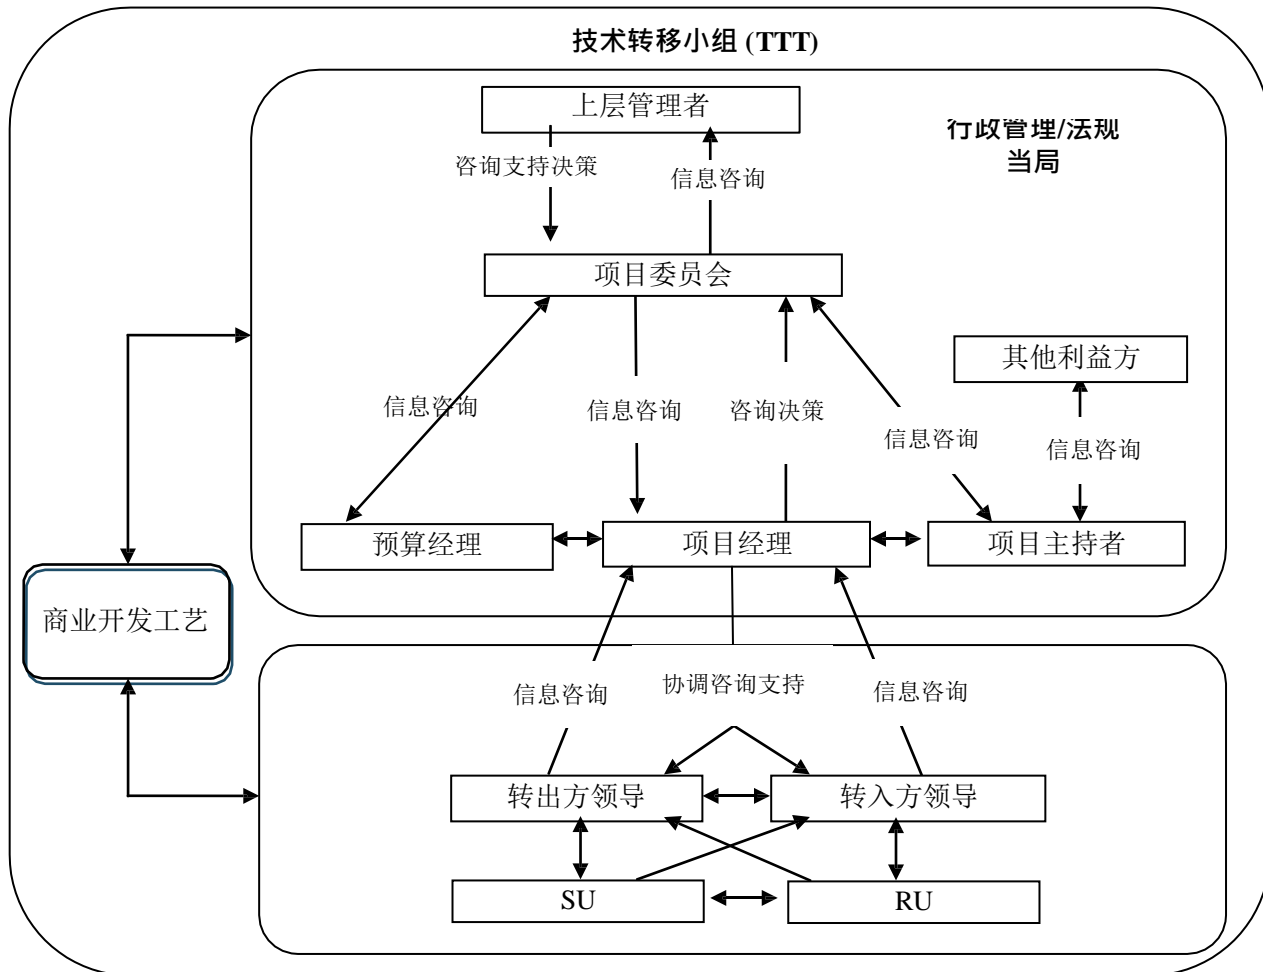 技术转移小组 (TTT)
上层管理者
行政管理/法规
当局
咨询支持决策
信息咨询
项目委员会
其他利益方
信息咨询
信息咨询
咨询决策
信息咨询
信息咨询
预算经理
项目经理
项目主持者
商业开发工艺
信息咨询
协调咨询支持
信息咨询
转出方领导
转入方领导
SU
RU